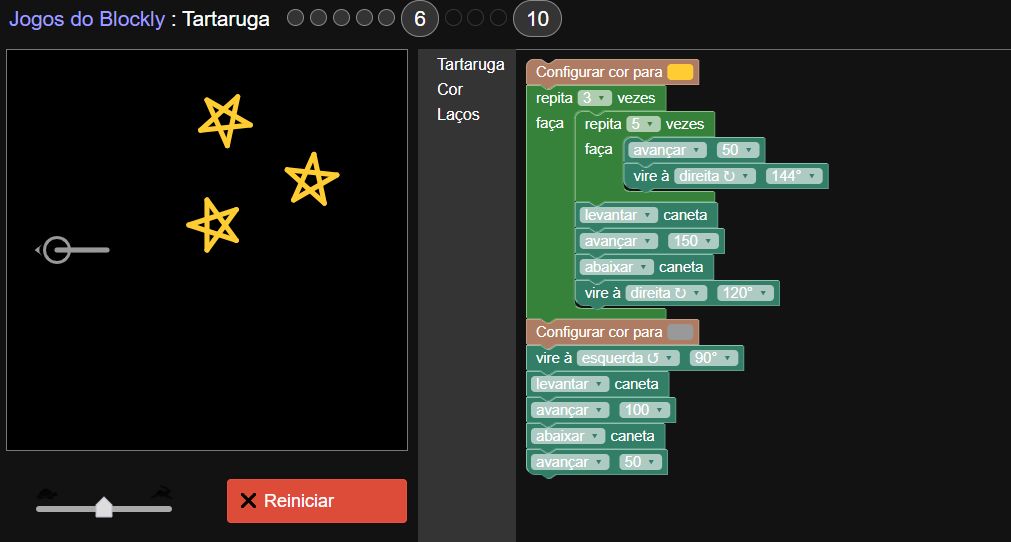 Jogos do Blockly : Tartaruga 6 10
Tartaruga
Cor
Laços
Configurar cor para
repita 3 vezes
faça repita 5 vezes
faça avançar 50
vire à direita ↻ 144°
levantar caneta
avançar 150
abaixar caneta
vire à direita ↻ 120°
Configurar cor para
vire à esquerda ↺ 90°
levantar caneta
avançar 100
abaixar caneta
avançar 50
Reiniciar